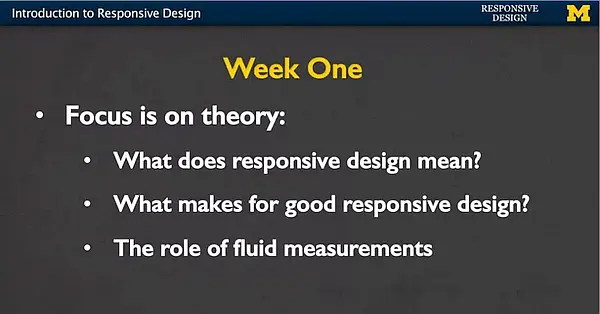 Introduction to Responsive Design
RESPONSIVE
DESIGN
M
Week One
• Focus is on theory:
• What does responsive design mean?
• What makes for good responsive design?
• The role of fluid measurements